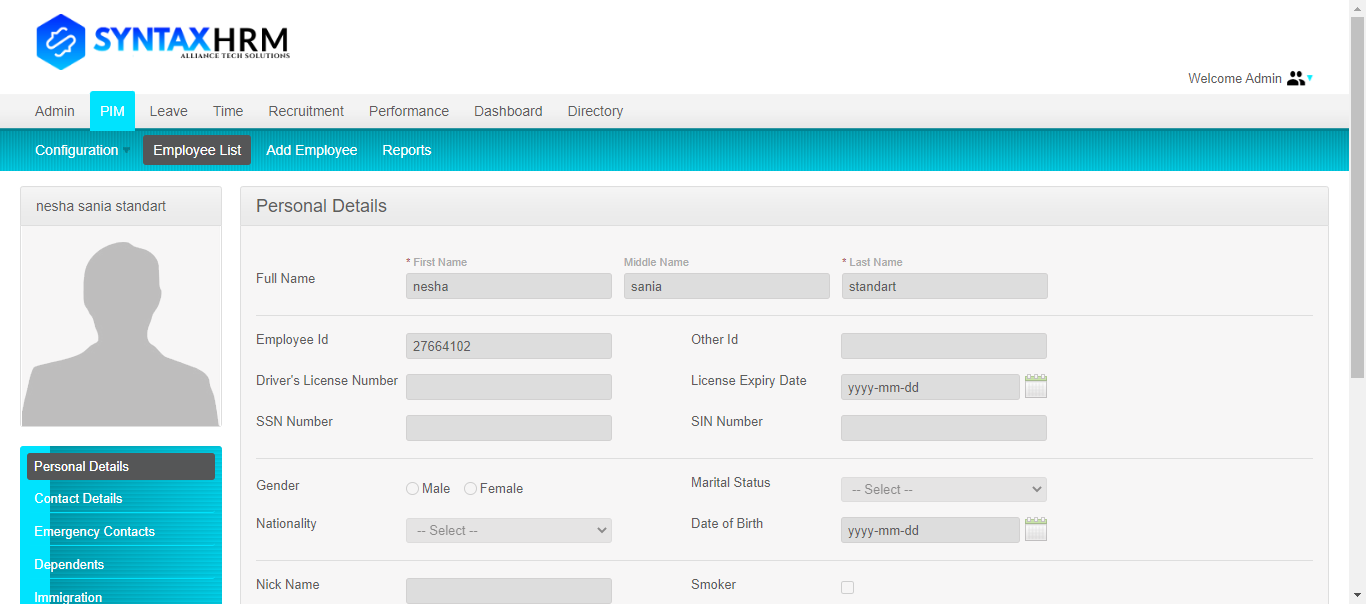 SYNTAXHRM
ALLIANCE TECH SOLUTIONS
Welcome Admin
Admin PIM Leave Time Recruitment Performance Dashboard Directory
Configuration Employee List Add Employee Reports
nesha sania standart
Personal Details
Contact Details
Emergency Contacts
Dependents
Immigration
Personal Details
* First Name Middle Name * Last Name
Full Name nesha sania standart
Employee Id 27664102 Other Id
Driver's License Number License Expiry Date yyyy-mm-dd
SSN Number SIN Number
Gender Male Female Marital Status -- Select --
Nationality -- Select -- Date of Birth yyyy-mm-dd
Nick Name Smoker